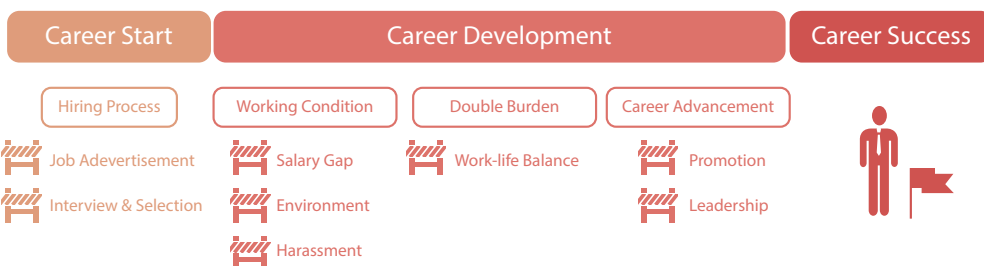 Career Start
Career Development
Career Success
Hiring Process
Working Condition
Double Burden
Career Advancement
Job Adevertisement
Salary Gap
Work-life Balance
Promotion
Interview & Selection
Environment
Leadership
Harassment